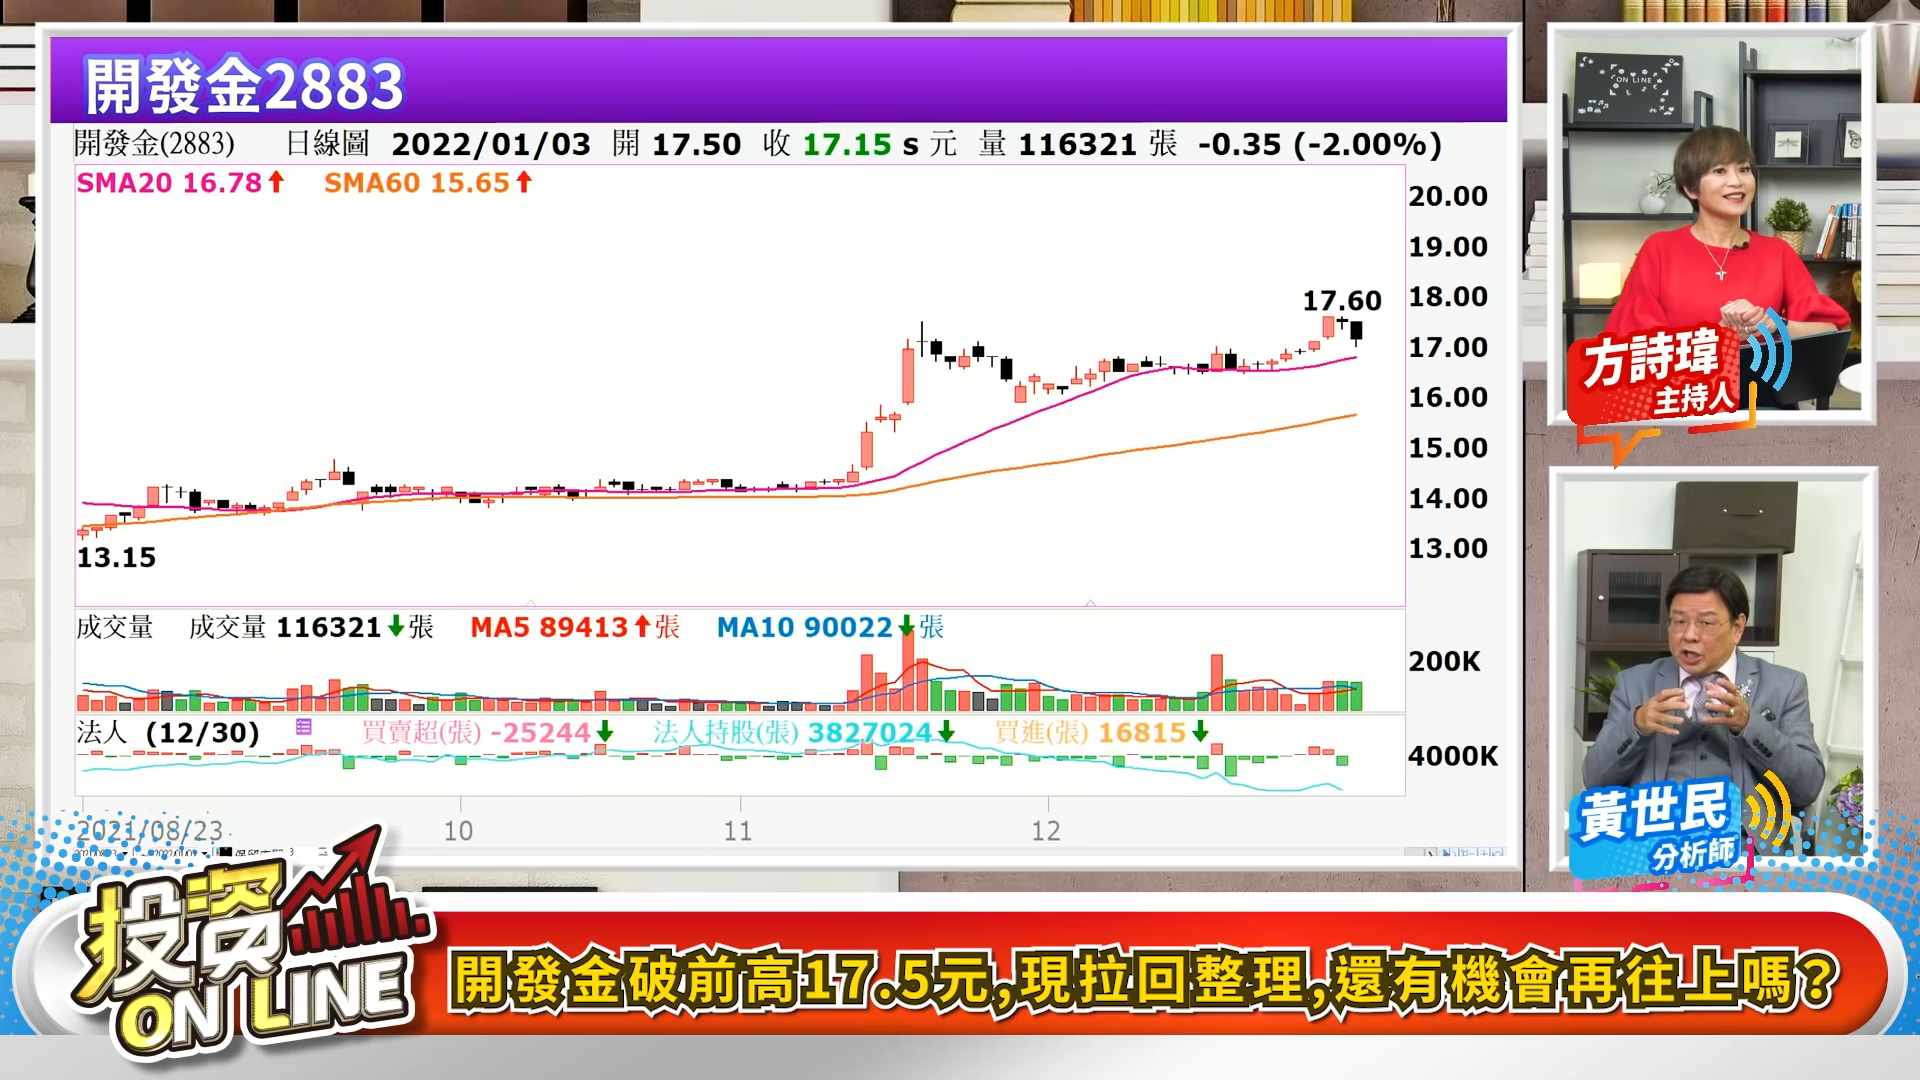 開發金2883
開發金(2883) 日線圖 2022/01/03 開 17.50 收 17.15 s 元 量 116321 張 -0.35 (-2.00%)
SMA20 16.78↑ SMA60 15.65↑
20.00
19.00
18.00
17.00
16.00
15.00
14.00
13.00
17.60
13.15
成交量 成交量 116321↓張 MA5 89413↑張 MA10 90022↓張
200K
法人 (12/30) 買賣超(張) -25244↓ 法人持股(張) 3827024↓ 買進(張) 16815↓
4000K
2021/08/23 10 11 12
ON LINE
方詩瑋
主持人
黃世民
分析師
投資
ON LINE
開發金破前高17.5元,現拉回整理,還有機會再往上嗎?